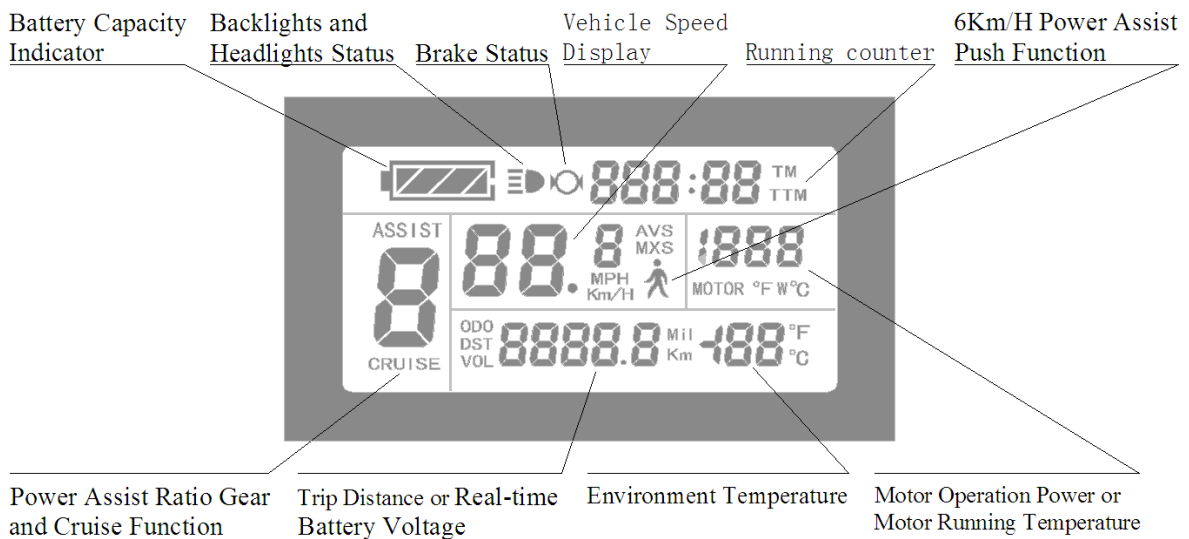 Battery Capacity
Indicator
Backlights and
Headlights Status
Brake Status
Vehicle Speed
Display
Running counter
6Km/H Power Assist
Push Function
888:88
TM
TTM
ASSIST
8
CRUISE
88.8
AVS
MXS
MPH
Km/H
1888
MOTOR °F W°C
ODO
DST
VOL
8888.8
Mil
Km
-188
°F
°C
Power Assist Ratio Gear
and Cruise Function
Trip Distance or Real-time
Battery Voltage
Environment Temperature
Motor Operation Power or
Motor Running Temperature